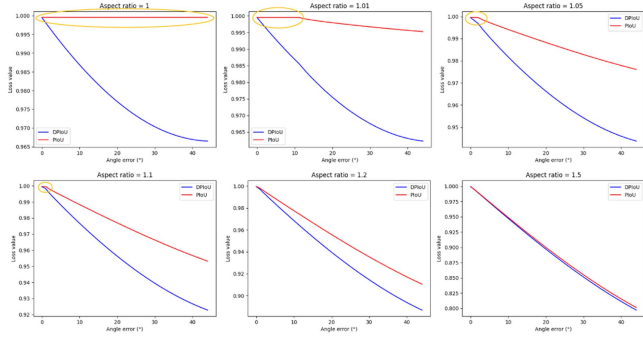 Aspect ratio = 1
1.000
0.995
0.990
0.985
0.980
0.975
0.970
0.965
Loss value
DPIoU
PIoU
0
10
20
30
40
Angle error (°)
Aspect ratio = 1.01
1.000
0.995
0.990
0.985
0.980
0.975
0.970
0.965
Loss value
DPIoU
PIoU
0
10
20
30
40
Angle error (°)
Aspect ratio = 1.05
1.00
0.99
0.98
0.97
0.96
0.95
Loss value
DPIoU
PIoU
0
10
20
30
40
Angle error (°)
Aspect ratio = 1.1
1.00
0.99
0.98
0.97
0.96
0.95
0.94
0.93
0.92
Loss value
DPIoU
PIoU
0
10
20
30
40
Angle error (°)
Aspect ratio = 1.2
1.00
0.98
0.96
0.94
0.92
0.90
Loss value
DPIoU
PIoU
0
10
20
30
40
Angle error (°)
Aspect ratio = 1.5
1.000
0.975
0.950
0.925
0.900
0.875
0.850
0.825
0.800
Loss value
DPIoU
PIoU
0
10
20
30
40
Angle error (°)